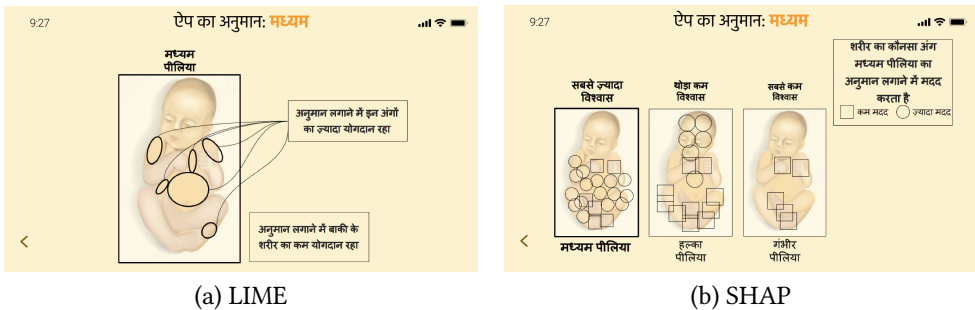 9:27
ऐप का अनुमान: मध्यम
मध्यम
पीलिया
अनुमान लगाने में इन अंगों
का ज़्यादा योगदान रहा
अनुमान लगाने में बाकी के
शरीर का कम योगदान रहा
(a) LIME
9:27
ऐप का अनुमान: मध्यम
शरीर का कौनसा अंग
मध्यम पीलिया का
अनुमान लगाने में मदद
करता है
कम मदद
ज़्यादा मदद
सबसे ज़्यादा
विश्वास
थोड़ा कम
विश्वास
सबसे कम
विश्वास
मध्यम पीलिया
हल्का
पीलिया
गंभीर
पीलिया
(b) SHAP